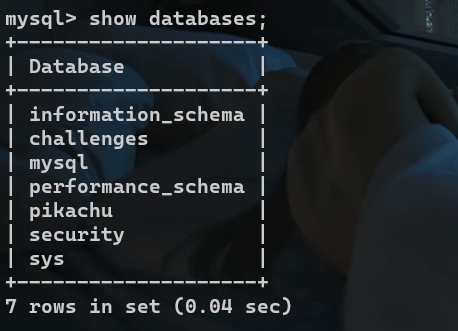 mysql> show databases;
+--------------------+
| Database           |
+--------------------+
| information_schema |
| challenges         |
| mysql              |
| performance_schema |
| pikachu            |
| security           |
| sys                |
+--------------------+
7 rows in set (0.04 sec)